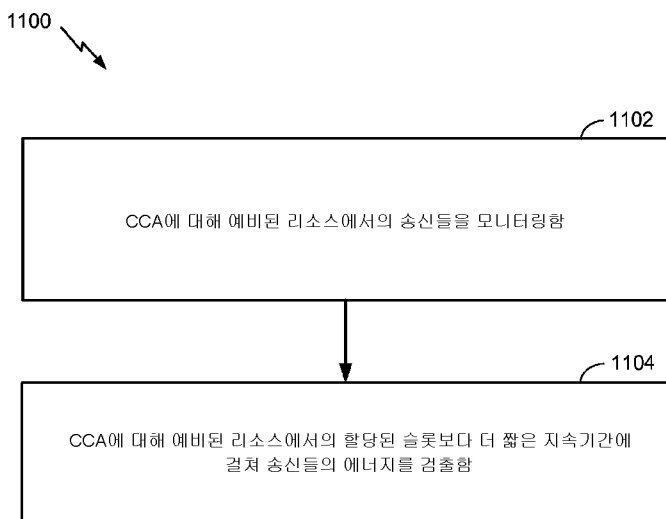 1100
1102
CCA에 대해 예비된 리소스에서의 송신들을 모니터링함
1104
CCA에 대해 예비된 리소스에서의 할당된 슬롯보다 더 짧은 지속기간에
걸쳐 송신들의 에너지를 검출함